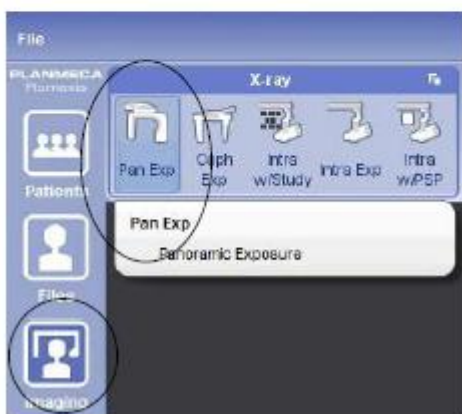 File
PLANMECA
Romexis
X-ray
Pan Exp
Ceph Exp
Intra w/Study
Intra Exp
Intra w/PSP
Patients
Pan Exp
Panoramic Exposure
Files
Imaging